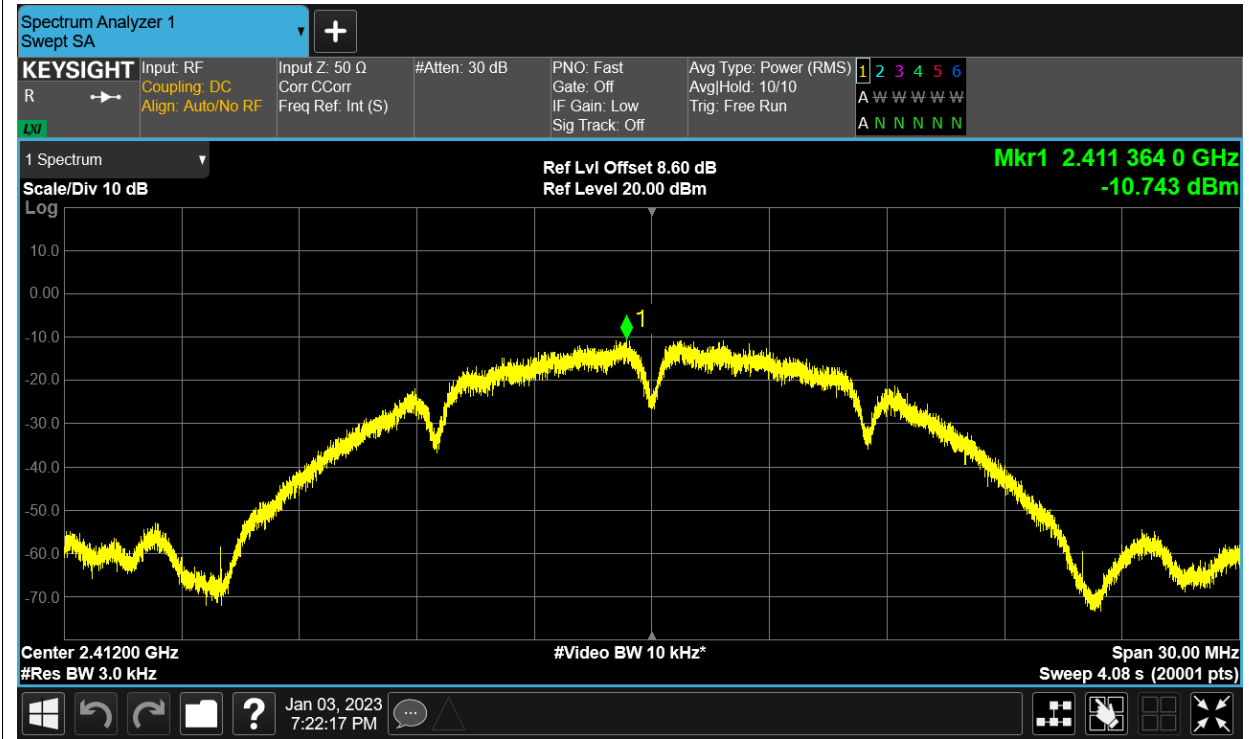 Spectrum Analyzer 1
Swept SA
+
KEYSIGHT
R
LXI
Input: RF
Coupling: DC
Align: Auto/No RF
Input Z: 50 Ω
Corr CCorr
Freq Ref: Int (S)
#Atten: 30 dB
PNO: Fast
Gate: Off
IF Gain: Low
Sig Track: Off
Avg Type: Power (RMS)
Avg|Hold: 10/10
Trig: Free Run
1 2 3 4 5 6
A W W W W W
A N N N N N
1 Spectrum
Scale/Div 10 dB
Log
Ref Lvl Offset 8.60 dB
Ref Level 20.00 dBm
Mkr1 2.411 364 0 GHz
-10.743 dBm
10.0
0.00
-10.0
-20.0
-30.0
-40.0
-50.0
-60.0
-70.0
1
Center 2.41200 GHz
#Res BW 3.0 kHz
#Video BW 10 kHz*
Span 30.00 MHz
Sweep 4.08 s (20001 pts)
?
Jan 03, 2023
7:22:17 PM